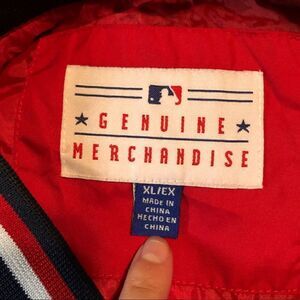 ★ GENUINE ★
MERCHANDISE
XL/EX
MADE IN
CHINA
HECHO EN
CHINA